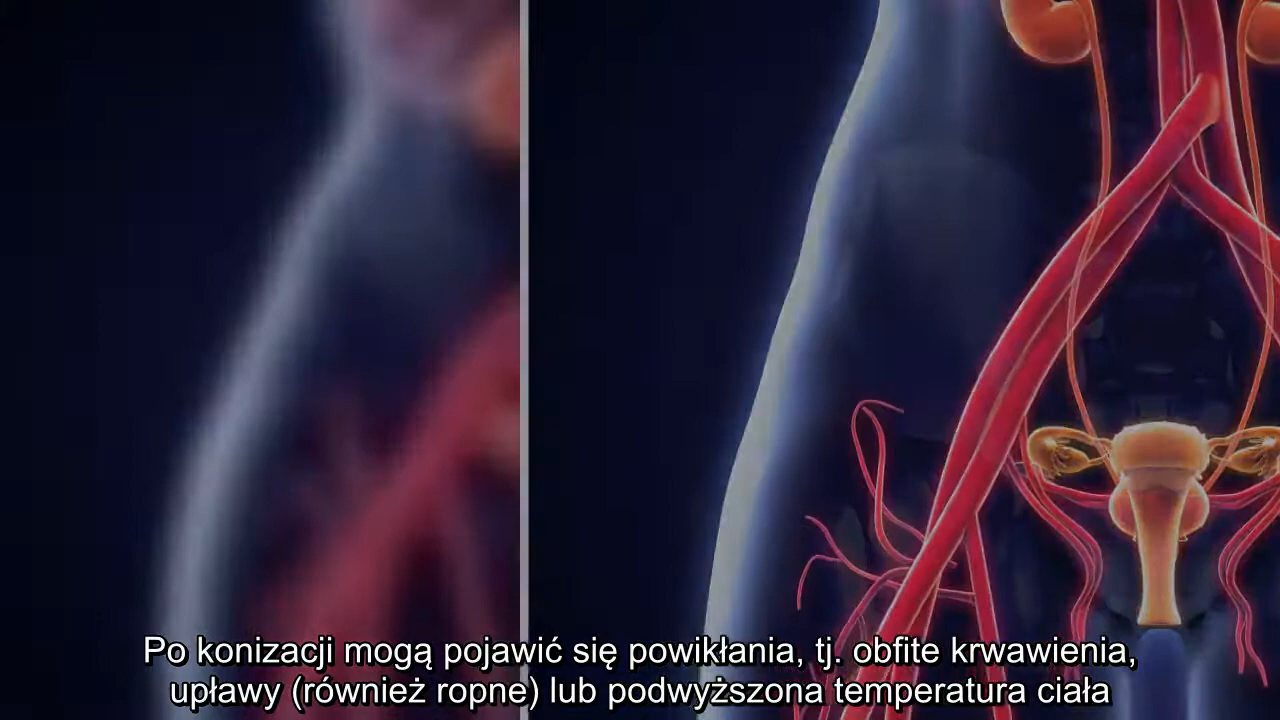 Po konizacji mogą pojawić się powikłania, tj. obfite krwawienia,
upławy (również ropne) lub podwyższona temperatura ciała